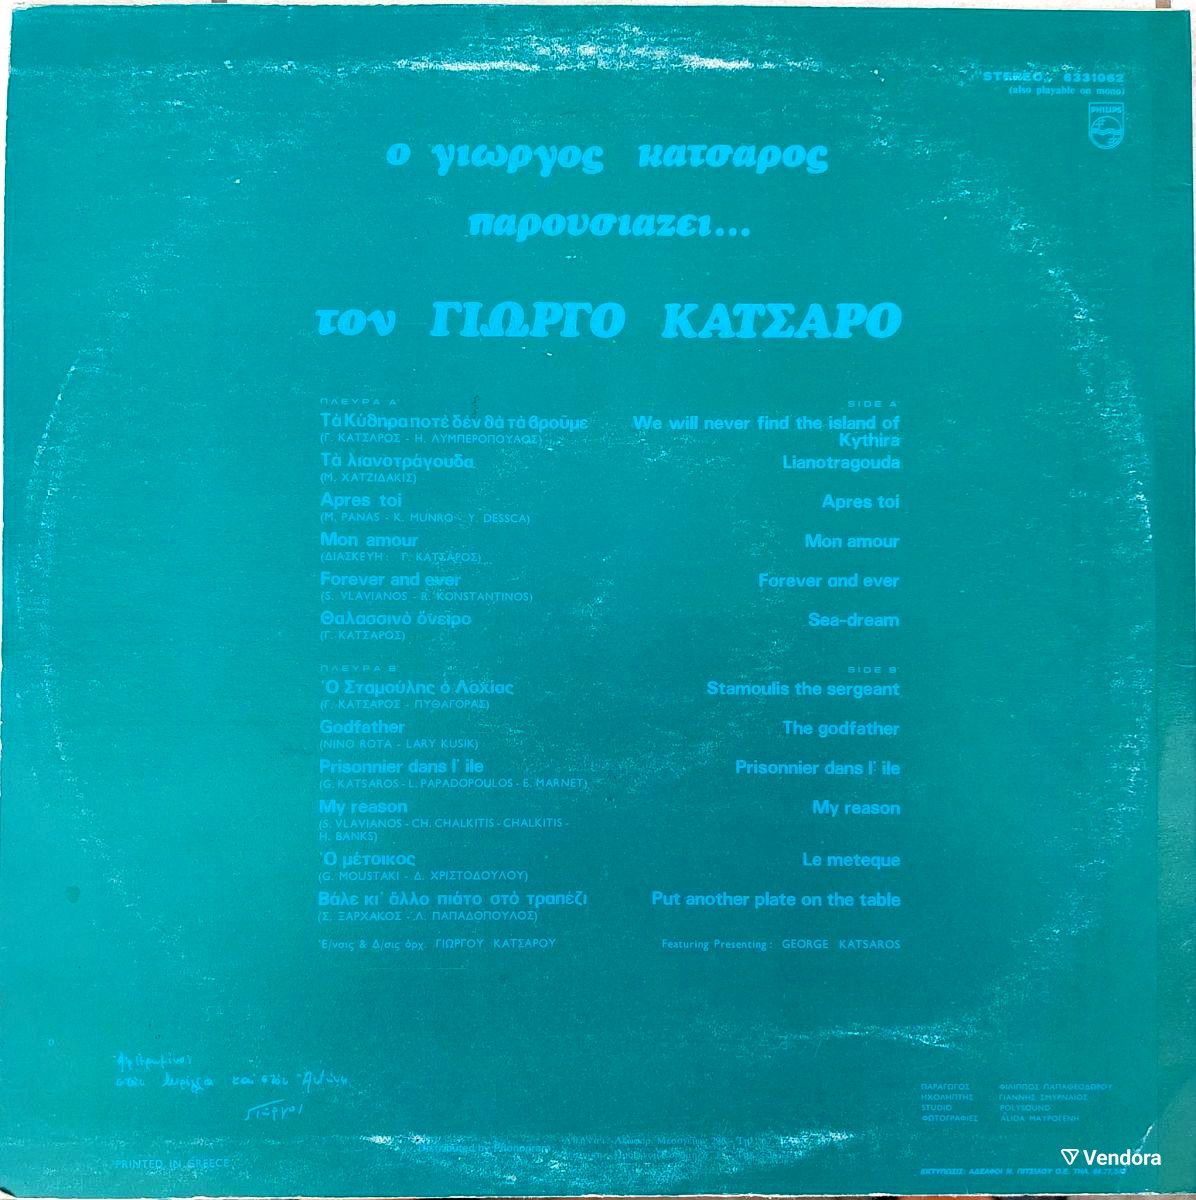 STEREO 6331062
(also playable on mono)
PHILIPS
ο γιωργος κατσαρος
παρουσιαζει...
τον ΓΙΩΡΓΟ ΚΑΤΣΑΡΟ
ΠΛΕΥΡΑ Α' SIDE A'
Τὰ Κύθηρα ποτὲ δὲν θὰ τὰ βροῦμε We will never find the island of
(Γ. ΚΑΤΣΑΡΟΣ - Η. ΛΥΜΠΕΡΟΠΟΥΛΟΣ) Kythira
Τὰ λιανοτράγουδα Lianotragouda
(Μ. ΧΑΤΖΙΔΑΚΙΣ)
Apres toi Apres toi
(M. PANAS - K. MUNRO - Y. DESSCA)
Mon amour Mon amour
(ΔΙΑΣΚΕΥΗ: Γ. ΚΑΤΣΑΡΟΣ)
Forever and ever Forever and ever
(S. VLAVIANOS - R. KONSTANTINOS)
Θαλασσινὸ ὄνειρο Sea-dream
(Γ. ΚΑΤΣΑΡΟΣ)
ΠΛΕΥΡΑ Β' SIDE B'
Ὁ Σταμούλης ὁ Λοχίας Stamoulis the sergeant
(Γ. ΚΑΤΣΑΡΟΣ - ΠΥΘΑΓΟΡΑΣ)
Godfather The godfather
(NINO ROTA - LARY KUSIK)
Prisonnier dans l' ile Prisonnier dans l' ile
(G. KATSAROS - L. PAPADOPOULOS - E. MARNET)
My reason My reason
(S. VLAVIANOS - CH. CHALKITIS - CHALKITIS -
H. BANKS)
Ὁ μέτοικος Le meteque
(G. MOUSTAKI - Δ. ΧΡΙΣΤΟΔΟΥΛΟΥ)
Βάλε κι' ἄλλο πιάτο στὸ τραπέζι Put another plate on the table
(Σ. ΞΑΡΧΑΚΟΣ - Λ. ΠΑΠΑΔΟΠΟΥΛΟΣ)
Ἐ/νσις & Δ/σις ὀρχ. ΓΙΩΡΓΟΥ ΚΑΤΣΑΡΟΥ Featuring Presenting: GEORGE KATSAROS
Γιώργος
ΠΑΡΑΓΩΓΟΣ ΦΙΛΙΠΠΟΣ ΠΑΠΑΘΕΟΔΩΡΟΥ
ΗΧΟΛΗΠΤΗΣ ΓΙΑΝΝΗΣ ΣΜΥΡΝΑΙΟΣ
STUDIO POLYSOUND
ΦΩΤΟΓΡΑΦΙΕΣ ALIDA ΜΑΥΡΟΓΕΝΗ
PRINTED IN GREECE
Vendora